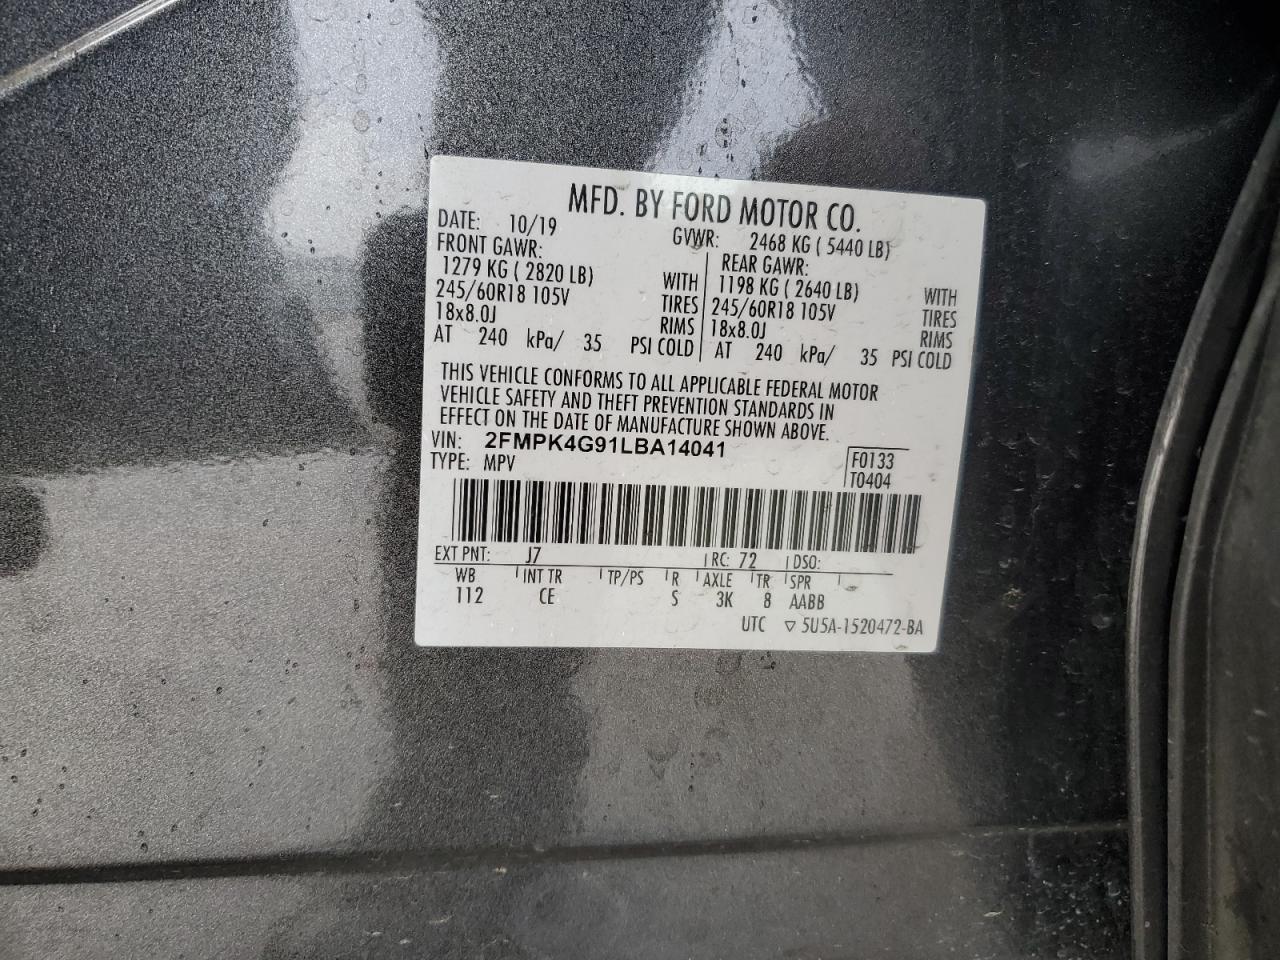 MFD. BY FORD MOTOR CO.
DATE: 10/19 GVWR: 2468 KG ( 5440 LB)
FRONT GAWR: REAR GAWR:
1279 KG ( 2820 LB) WITH 1198 KG ( 2640 LB) WITH
245/60R18 105V TIRES 245/60R18 105V TIRES
18x8.0J RIMS 18x8.0J RIMS
AT 240 kPa/ 35 PSI COLD AT 240 kPa/ 35 PSI COLD
THIS VEHICLE CONFORMS TO ALL APPLICABLE FEDERAL MOTOR
VEHICLE SAFETY AND THEFT PREVENTION STANDARDS IN
EFFECT ON THE DATE OF MANUFACTURE SHOWN ABOVE.
VIN: 2FMPK4G91LBA14041 F0133
TYPE: MPV T0404
EXT PNT: J7 RC: 72 DSO:
WB INT TR TP/PS R AXLE TR SPR
112 CE S 3K 8 AABB
UTC ▽ 5U5A-1520472-BA